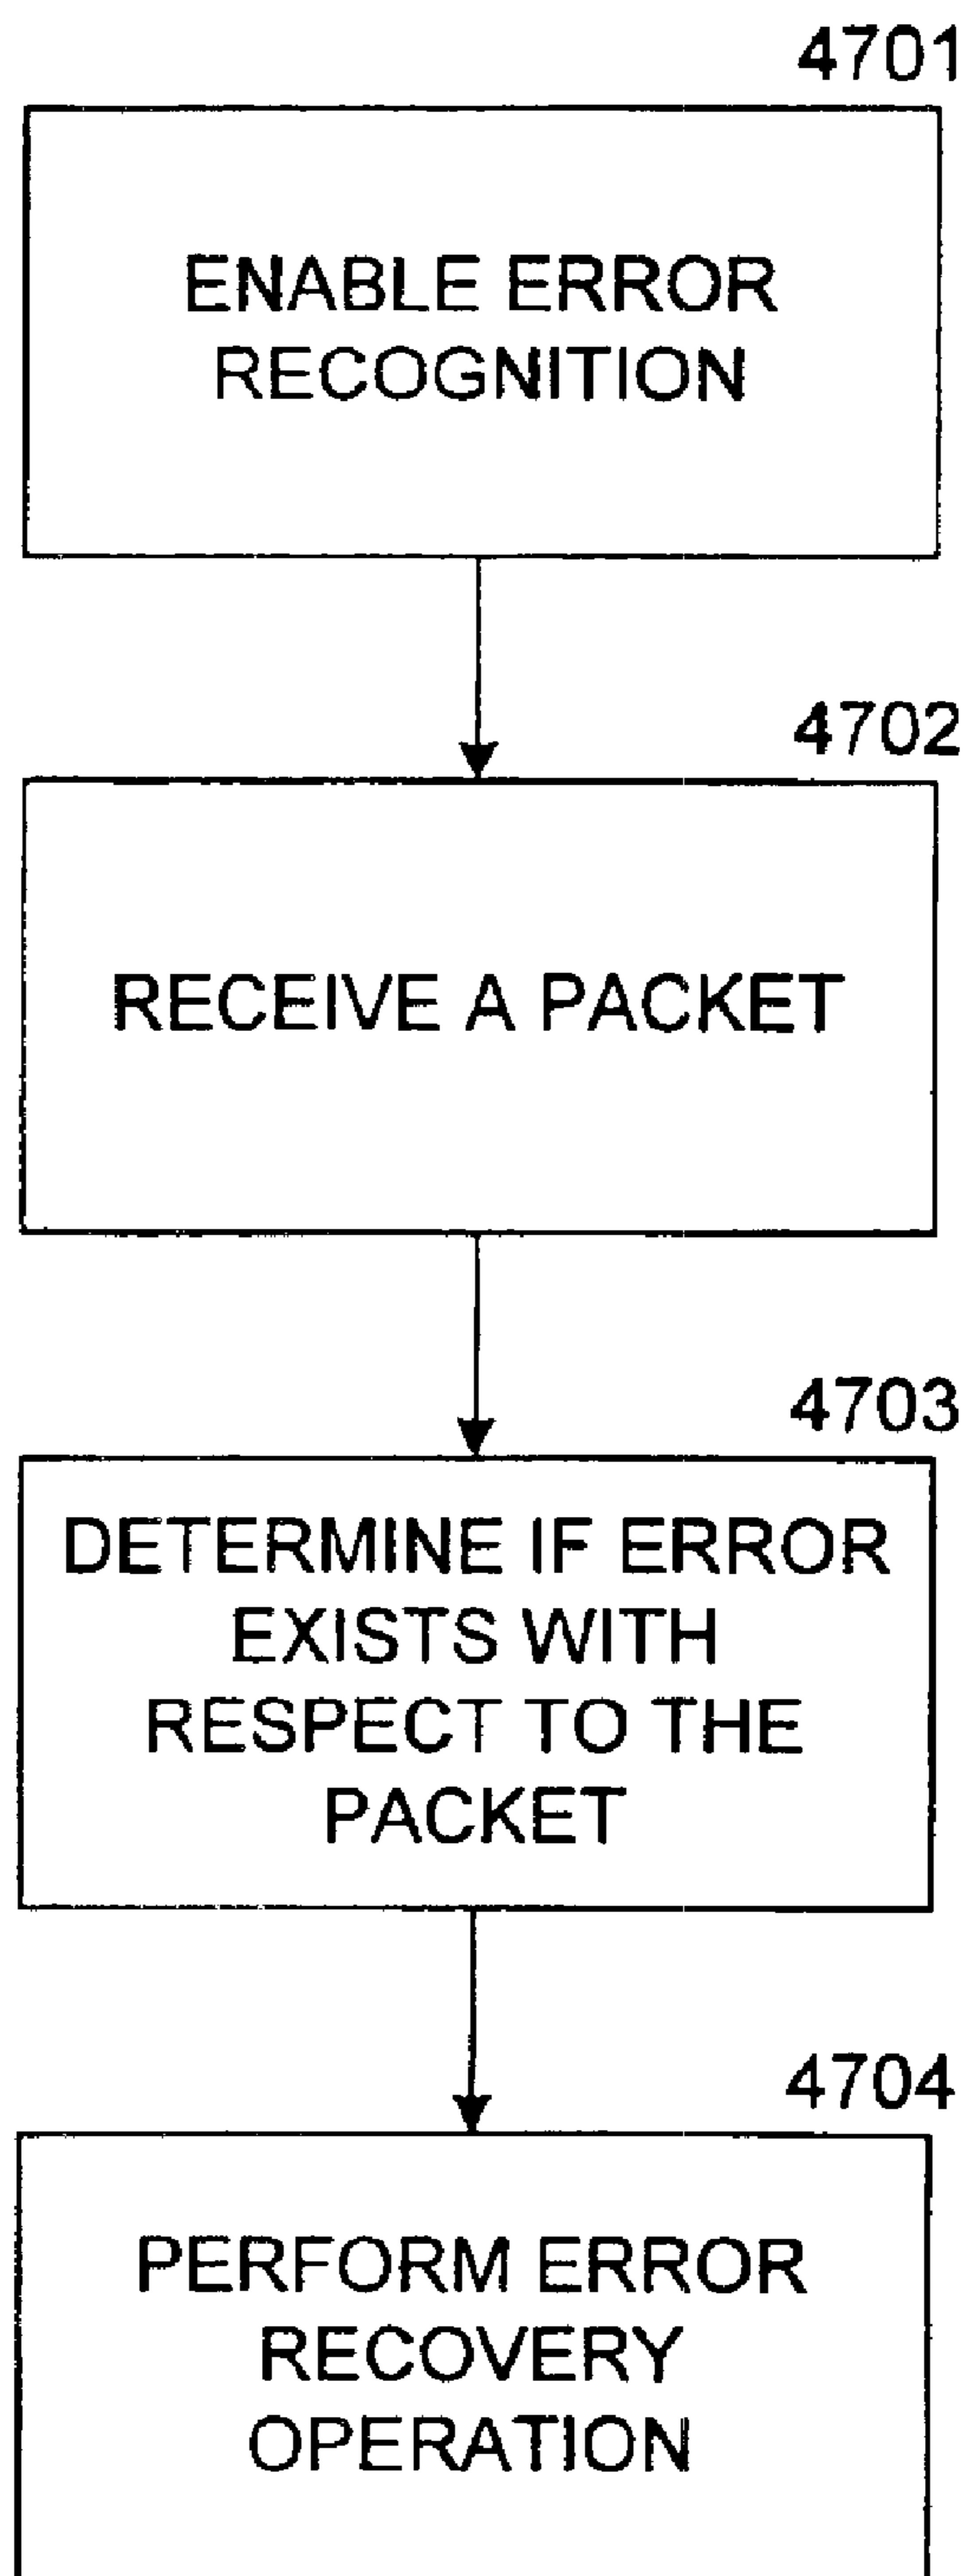 4701
ENABLE ERROR
RECOGNITION
4702
RECEIVE A PACKET
4703
DETERMINE IF ERROR
EXISTS WITH
RESPECT TO THE
PACKET
4704
PERFORM ERROR
RECOVERY
OPERATION